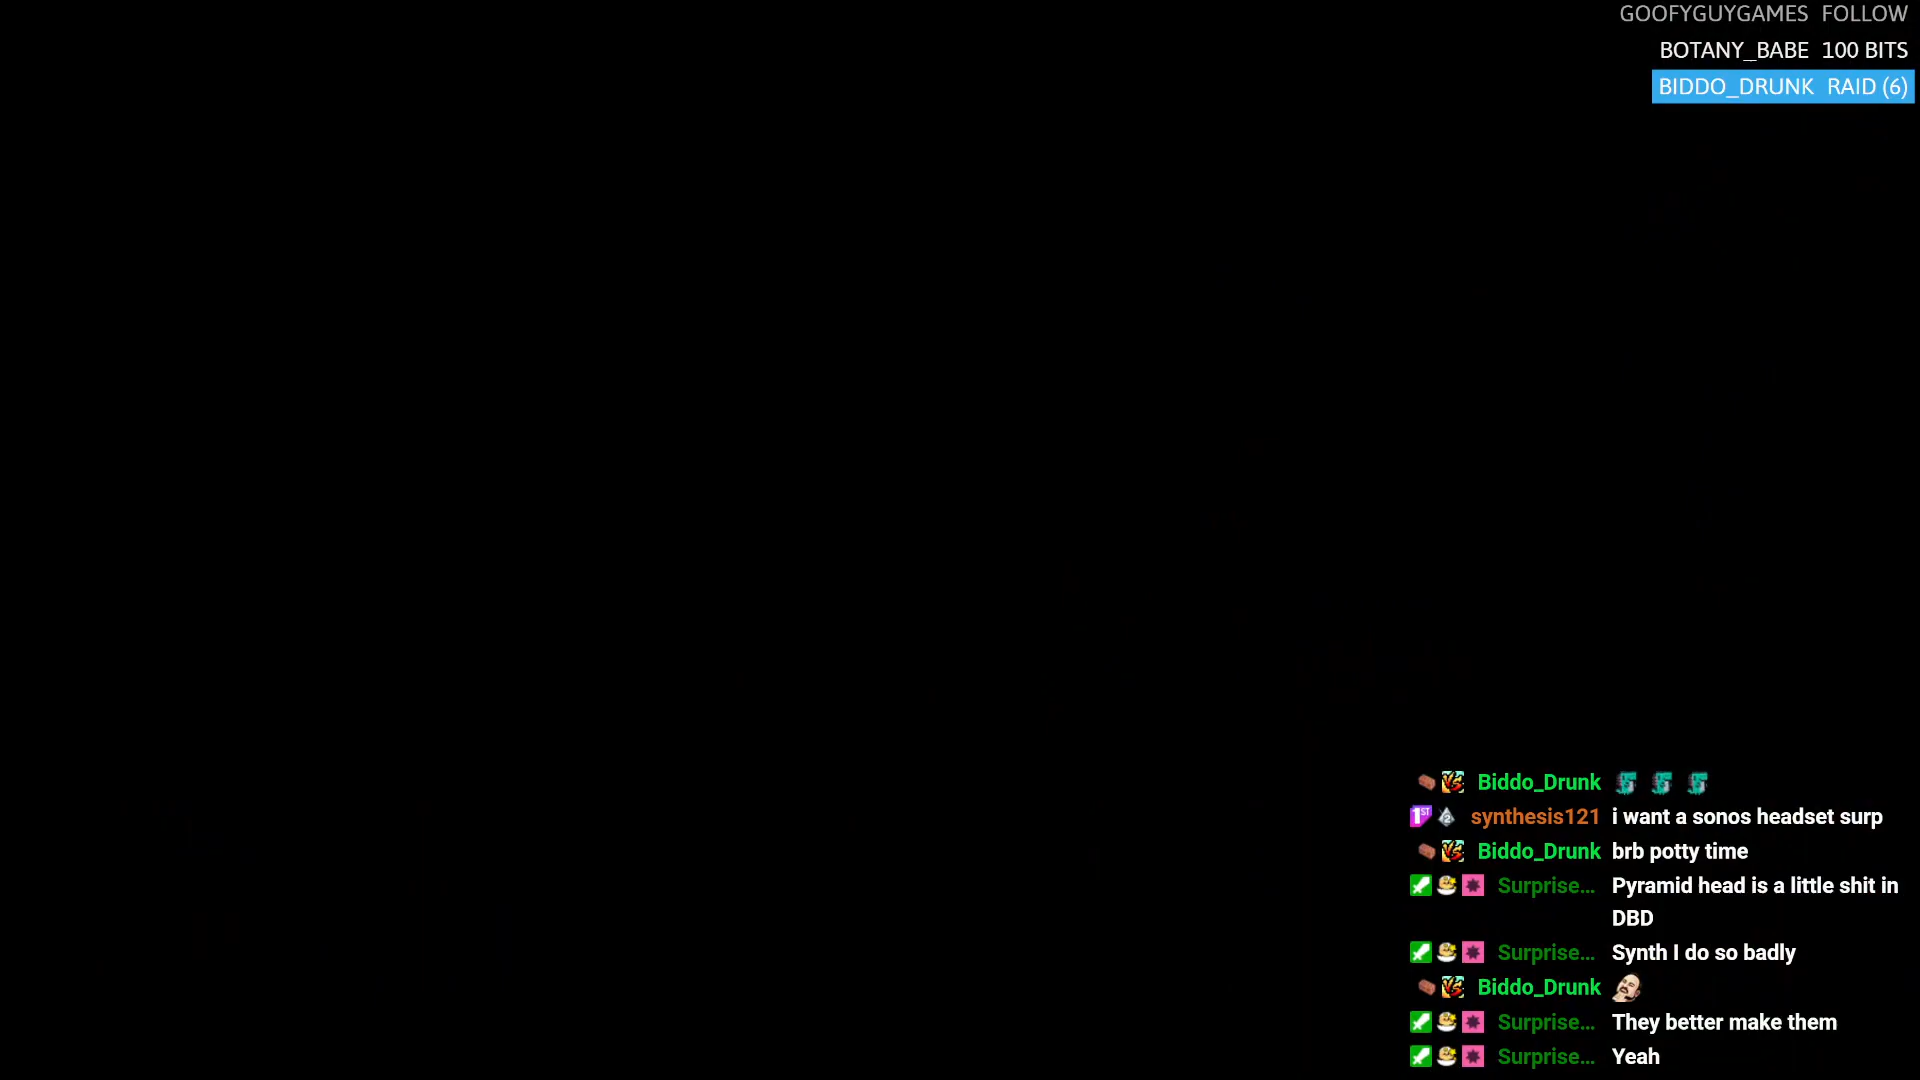 GOOFYGUYGAMES FOLLOW
BOTANY_BABE 100 BITS
BIDDO_DRUNK RAID (6)
Biddo_Drunk
1ST 2 synthesis121 i want a sonos headset surp
Biddo_Drunk brb potty time
Surprise... Pyramid head is a little shit in
DBD
Surprise... Synth I do so badly
Biddo_Drunk
Surprise... They better make them
Surprise... Yeah